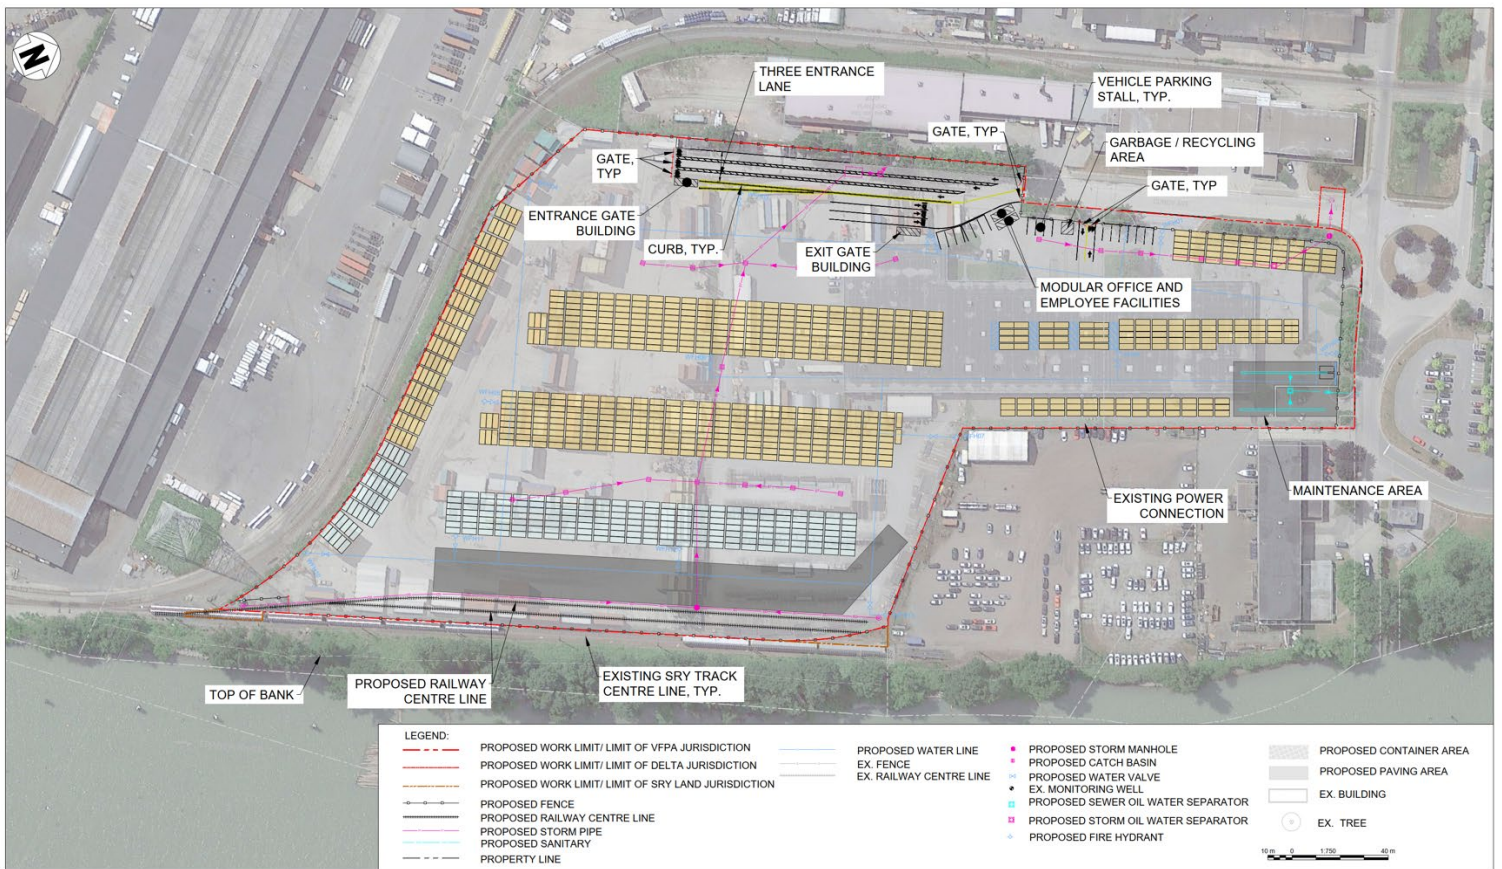 N
THREE ENTRANCE
LANE
VEHICLE PARKING
STALL, TYP.
GATE, TYP
GARBAGE / RECYCLING
AREA
GATE,
TYP
GATE, TYP
ENTRANCE GATE
BUILDING
CURB, TYP.
EXIT GATE
BUILDING
MODULAR OFFICE AND
EMPLOYEE FACILITIES
EXISTING POWER
CONNECTION
MAINTENANCE AREA
TOP OF BANK
PROPOSED RAILWAY
CENTRE LINE
EXISTING SRY TRACK
CENTRE LINE, TYP.
LEGEND:
PROPOSED WORK LIMIT/ LIMIT OF VFPA JURISDICTION
PROPOSED WORK LIMIT/ LIMIT OF DELTA JURISDICTION
PROPOSED WORK LIMIT/ LIMIT OF SRY LAND JURISDICTION
PROPOSED FENCE
PROPOSED RAILWAY CENTRE LINE
PROPOSED STORM PIPE
PROPOSED SANITARY
PROPERTY LINE
PROPOSED WATER LINE
EX. FENCE
EX. RAILWAY CENTRE LINE
PROPOSED STORM MANHOLE
PROPOSED CATCH BASIN
PROPOSED WATER VALVE
EX. MONITORING WELL
PROPOSED SEWER OIL WATER SEPARATOR
PROPOSED STORM OIL WATER SEPARATOR
PROPOSED FIRE HYDRANT
PROPOSED CONTAINER AREA
PROPOSED PAVING AREA
EX. BUILDING
EX. TREE
10 m 0 1:750 40 m